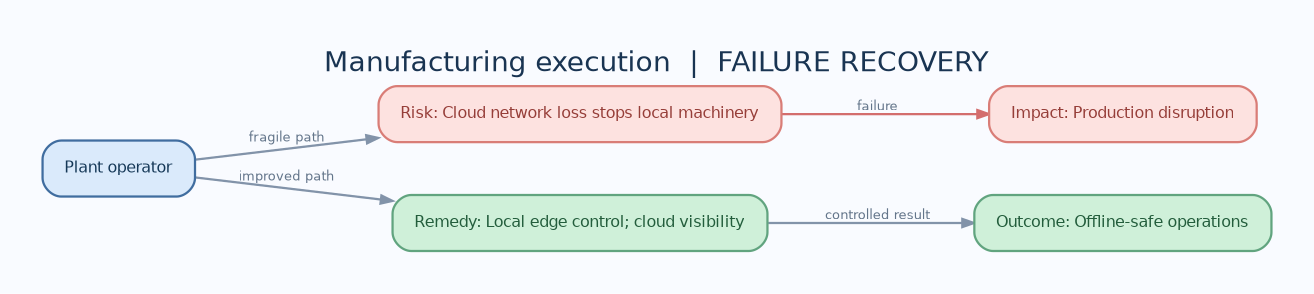 Manufacturing execution | FAILURE RECOVERY
Risk: Cloud network loss stops local machinery
failure
Impact: Production disruption
fragile path
Plant operator
improved path
Remedy: Local edge control; cloud visibility
controlled result
Outcome: Offline-safe operations